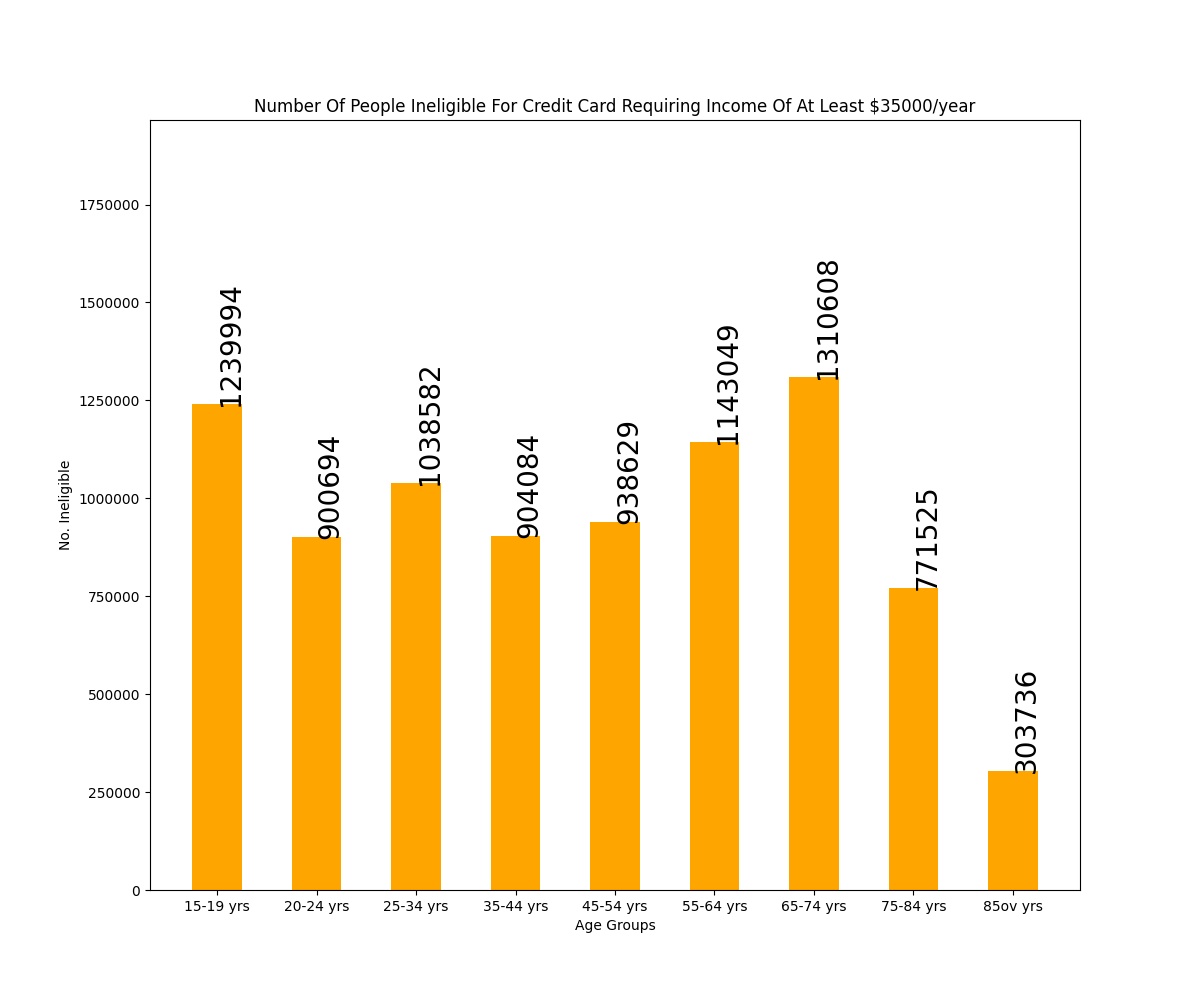 Number Of People Ineligible For Credit Card Requiring Income Of At Least $35000/year
No. Ineligible
1750000
1500000
1250000
1000000
750000
500000
250000
0
1239994
900694
1038582
904084
938629
1143049
1310608
771525
303736
15-19 yrs
20-24 yrs
25-34 yrs
35-44 yrs
45-54 yrs
55-64 yrs
65-74 yrs
75-84 yrs
85ov yrs
Age Groups